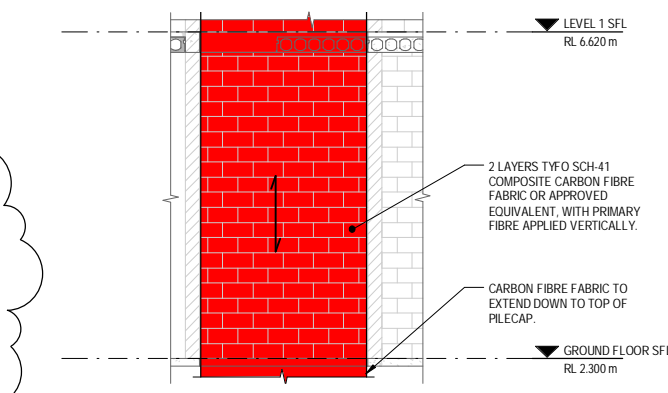 LEVEL 1 SFL
RL 6.620 m
2 LAYERS TYFO SCH-41
COMPOSITE CARBON FIBRE
FABRIC OR APPROVED
EQUIVALENT, WITH PRIMARY
FIBRE APPLIED VERTICALLY.
CARBON FIBRE FABRIC TO
EXTEND DOWN TO TOP OF
PILECAP.
GROUND FLOOR SFL
RL 2.300 m